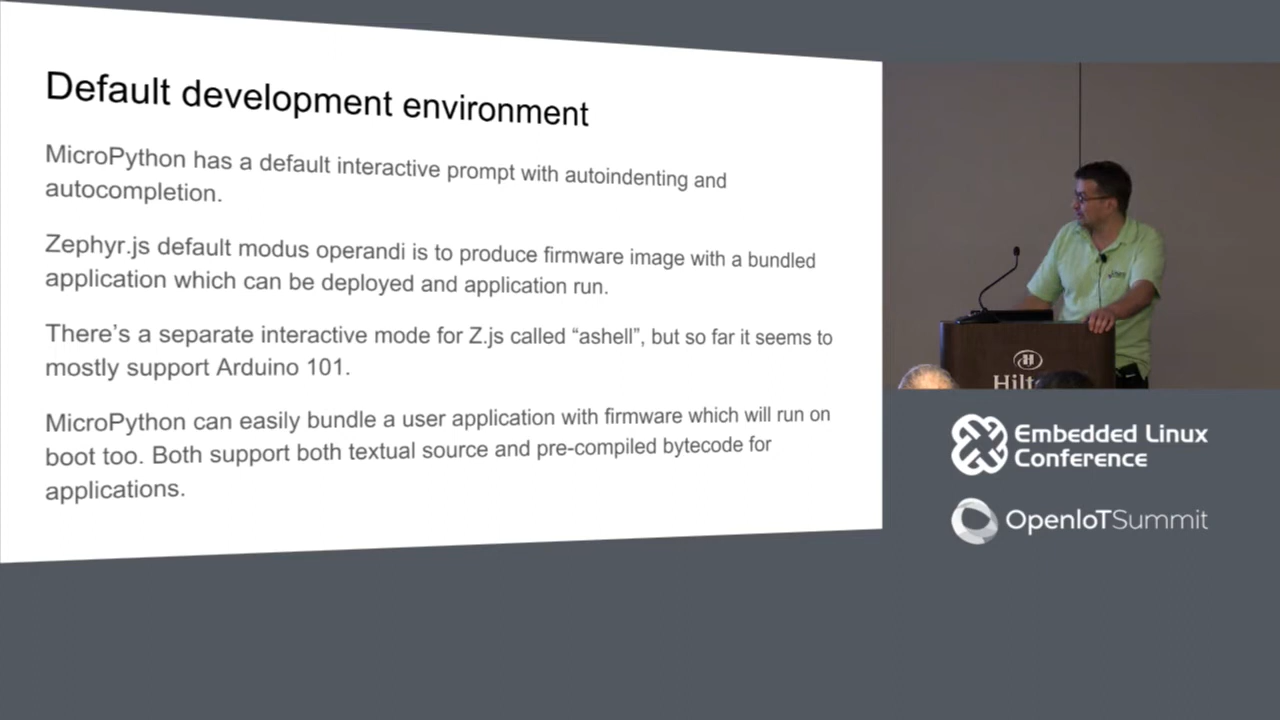 Default development environment
MicroPython has a default interactive prompt with autoindenting and
autocompletion.
Zephyr.js default modus operandi is to produce firmware image with a bundled
application which can be deployed and application run.
There's a separate interactive mode for Z.js called “ashell”, but so far it seems to
mostly support Arduino 101.
MicroPython can easily bundle a user application with firmware which will run on
boot too. Both support both textual source and pre-compiled bytecode for
applications.
H
Hilt
Embedded Linux
Conference
OpenIoTSummit